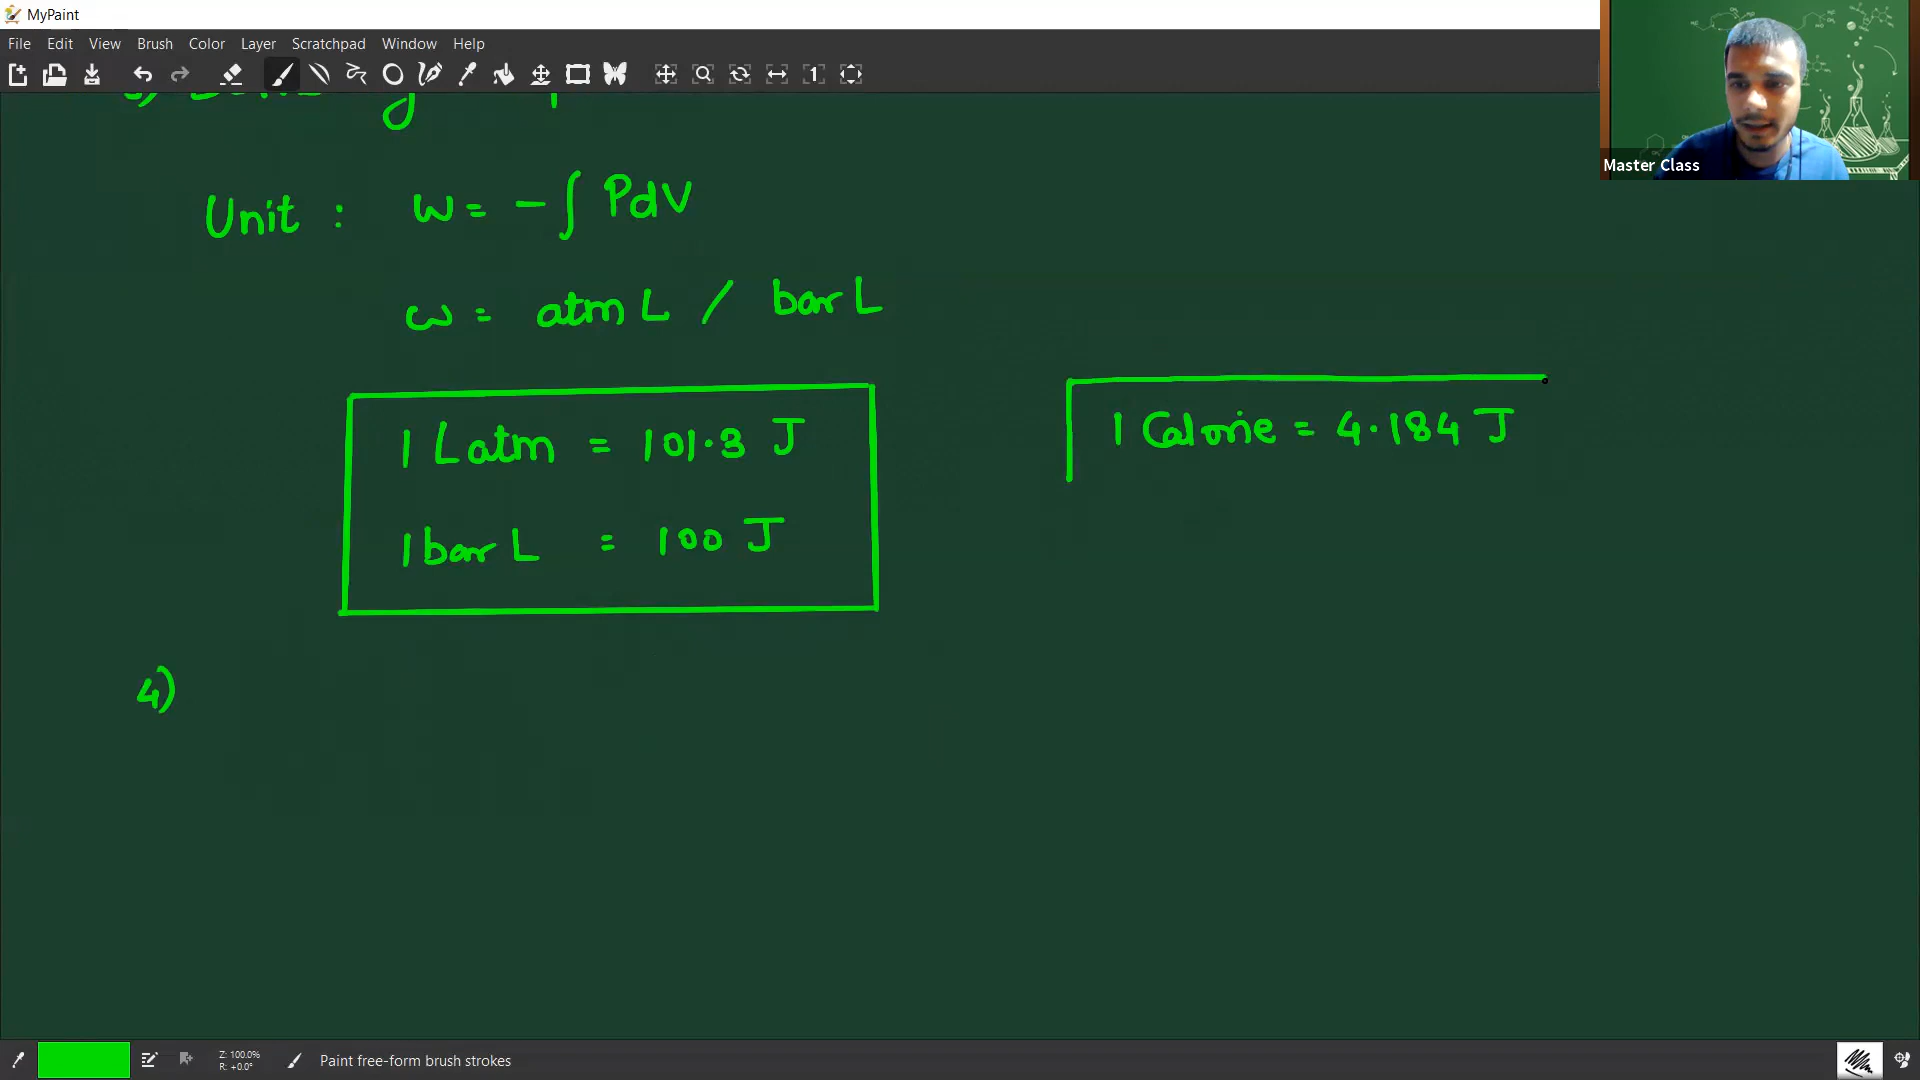 MyPaint
File Edit View Brush Color Layer Scratchpad Window Help
Master Class
Unit : w = - ∫ PdV
w = atm L / bar L
1 L atm = 101.3 J
1 Calorie = 4.184 J
1 bar L = 100 J
4)
Z: 100.0%
R: +0.0°
Paint free-form brush strokes